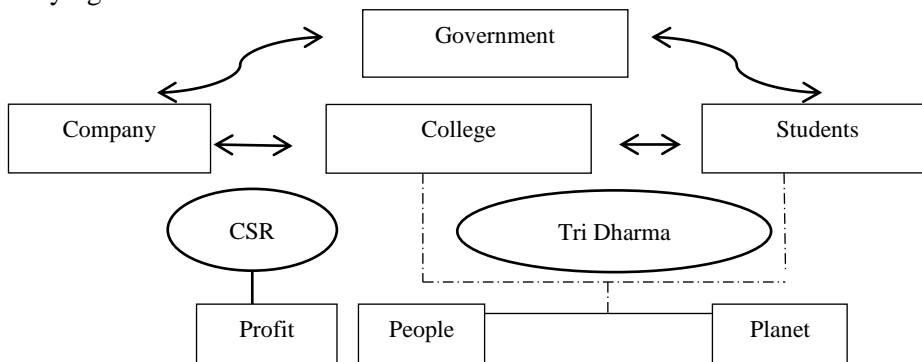 Government
Company
College
Students
CSR
Tri Dharma
Profit
People
Planet